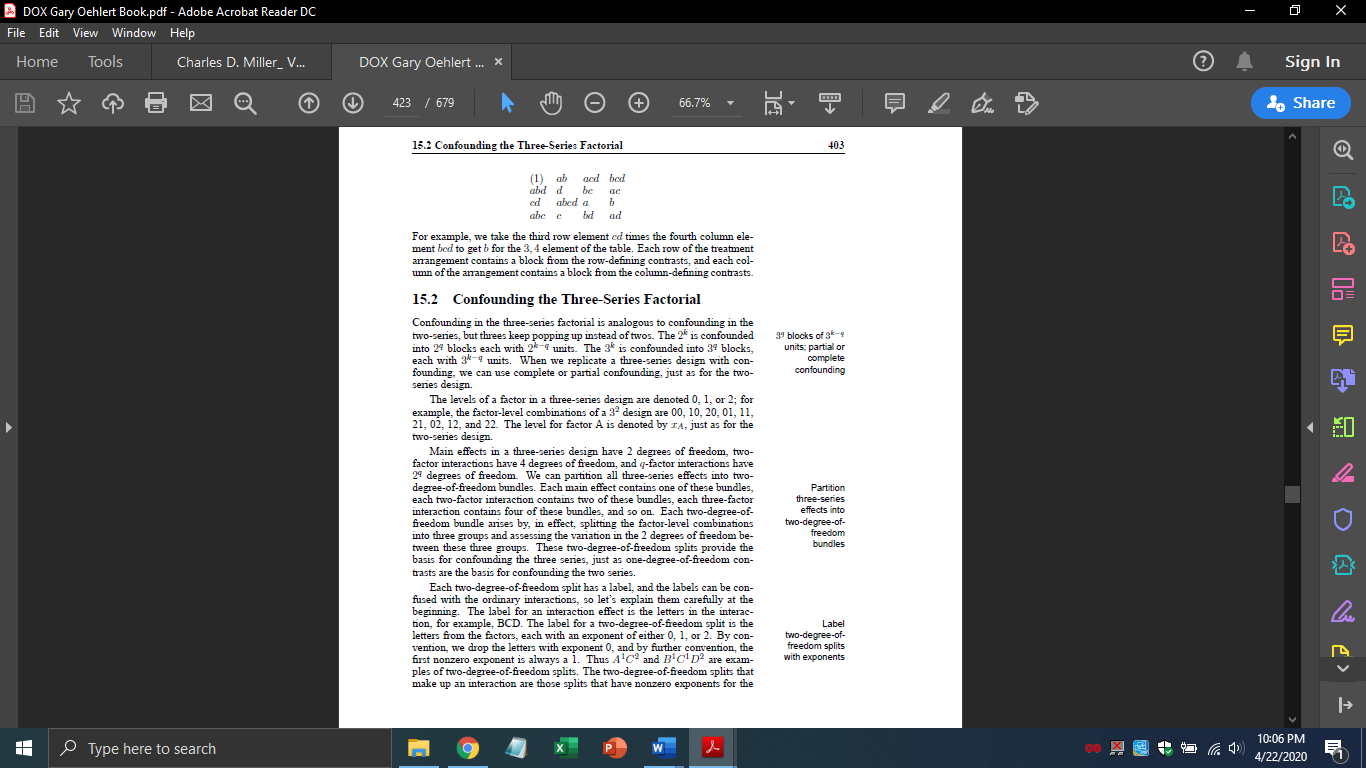 DOX Gary Oehlert Book.pdf - Adobe Acrobat Reader DC
File Edit View Window Help
Home Tools Charles D. Miller_ V... DOX Gary Oehlert ... × Sign In
423 / 679 66.7% Share
15.2 Confounding the Three-Series Factorial 403
(1) ab acd bcd
abd d bc ac
cd abcd a b
abc c bd ad
For example, we take the third row element cd times the fourth column ele-
ment bcd to get b for the 3, 4 element of the table. Each row of the treatment
arrangement contains a block from the row-defining contrasts, and each col-
umn of the arrangement contains a block from the column-defining contrasts.
15.2 Confounding the Three-Series Factorial
Confounding in the three-series factorial is analogous to confounding in the
two-series, but threes keep popping up instead of twos. The 2ᵏ is confounded
into 2^q blocks each with 2^{k−q} units. The 3ᵏ is confounded into 3^q blocks,
each with 3^{k−q} units. When we replicate a three-series design with con-
founding, we can use complete or partial confounding, just as for the two-
series design.
3^q blocks of 3^{k−q}
units; partial or
complete
confounding
The levels of a factor in a three-series design are denoted 0, 1, or 2; for
example, the factor-level combinations of a 3² design are 00, 10, 20, 01, 11,
21, 02, 12, and 22. The level for factor A is denoted by x_A, just as for the
two-series design.
Main effects in a three-series design have 2 degrees of freedom, two-
factor interactions have 4 degrees of freedom, and q-factor interactions have
2^q degrees of freedom. We can partition all three-series effects into two-
degree-of-freedom bundles. Each main effect contains one of these bundles,
each two-factor interaction contains two of these bundles, each three-factor
interaction contains four of these bundles, and so on. Each two-degree-of-
freedom bundle arises by, in effect, splitting the factor-level combinations
into three groups and assessing the variation in the 2 degrees of freedom be-
tween these three groups. These two-degree-of-freedom splits provide the
basis for confounding the three series, just as one-degree-of-freedom con-
trasts are the basis for confounding the two series.
Partition
three-series
effects into
two-degree-of-
freedom
bundles
Each two-degree-of-freedom split has a label, and the labels can be con-
fused with the ordinary interactions, so let's explain them carefully at the
beginning. The label for an interaction effect is the letters in the interac-
tion, for example, BCD. The label for a two-degree-of-freedom split is the
letters from the factors, each with an exponent of either 0, 1, or 2. By con-
vention, we drop the letters with exponent 0, and by further convention, the
first nonzero exponent is always a 1. Thus A¹C² and B¹C¹D² are exam-
ples of two-degree-of-freedom splits. The two-degree-of-freedom splits that
make up an interaction are those splits that have nonzero exponents for the
Label
two-degree-of-
freedom splits
with exponents
Type here to search
10:06 PM
4/22/2020
1